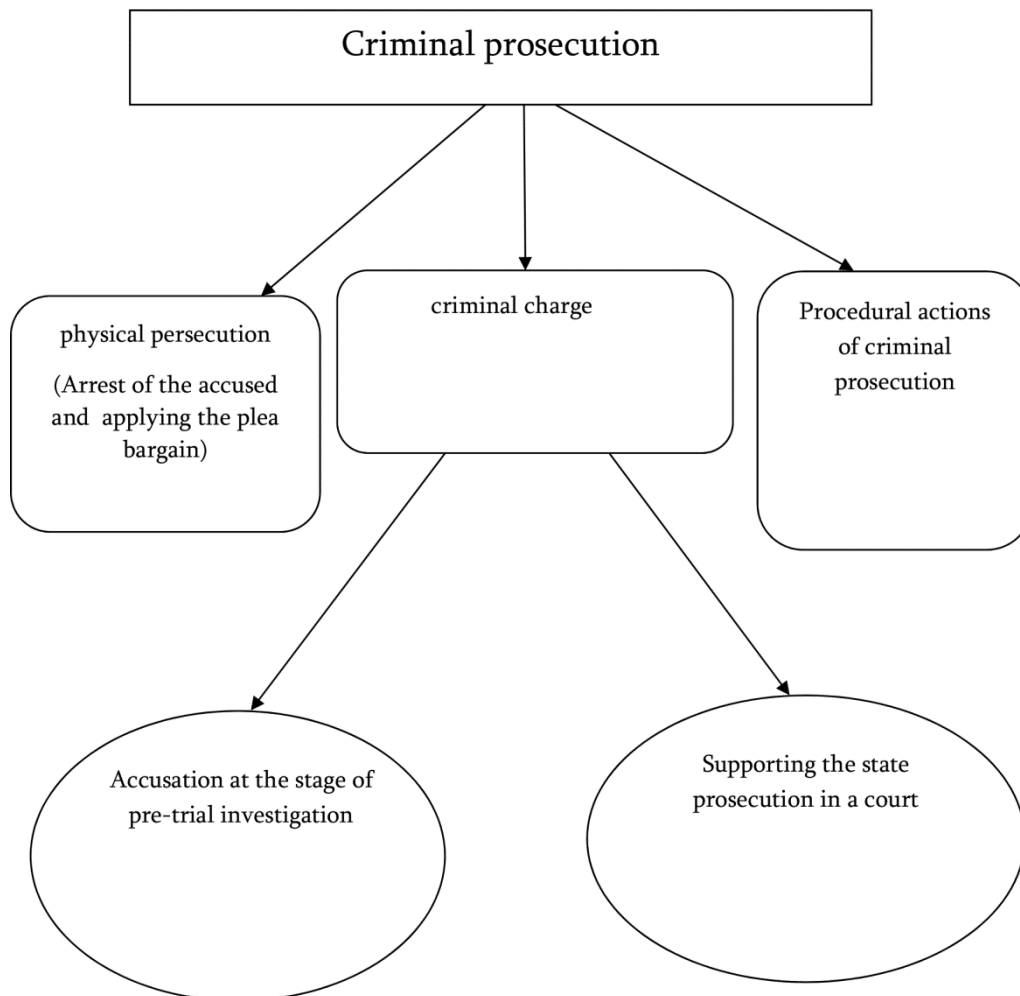 Criminal prosecution
physical persecution
(Arrest of the accused
and applying the plea
bargain)
criminal charge
Procedural actions
of criminal
prosecution
Accusation at the stage of
pre-trial investigation
Supporting the state
prosecution in a court